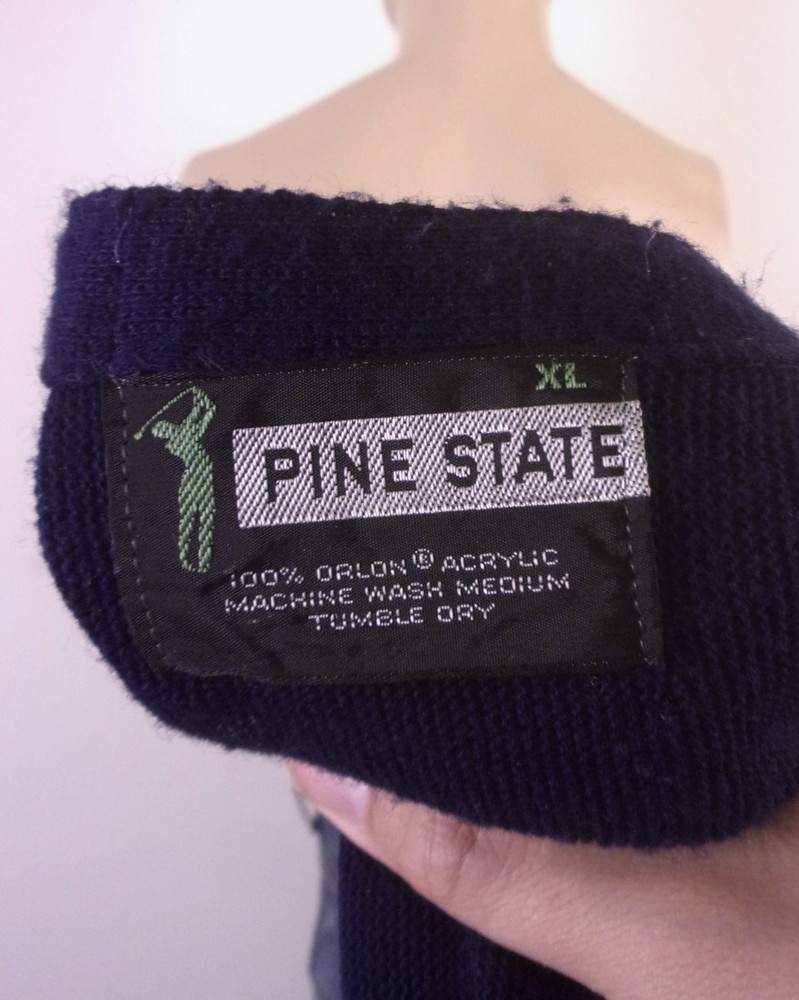 XL
PINE STATE
100% ORLON® ACRYLIC
MACHINE WASH MEDIUM
TUMBLE DRY